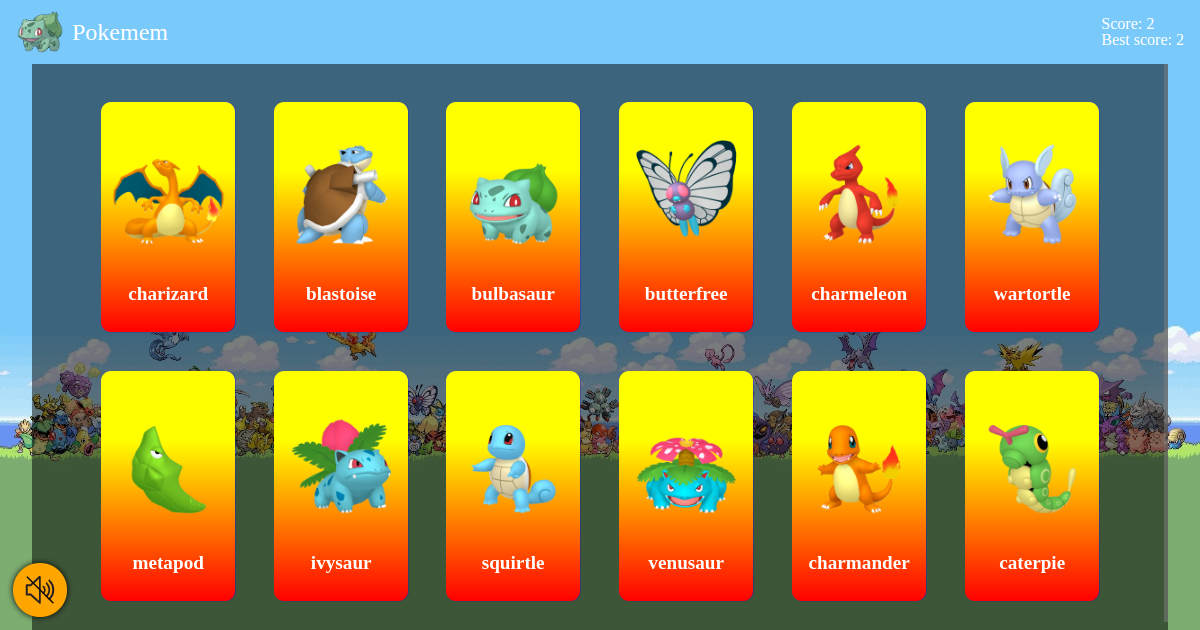 Pokemem
Score: 2
Best score: 2
charizard
blastoise
bulbasaur
butterfree
charmeleon
wartortle
metapod
ivysaur
squirtle
venusaur
charmander
caterpie